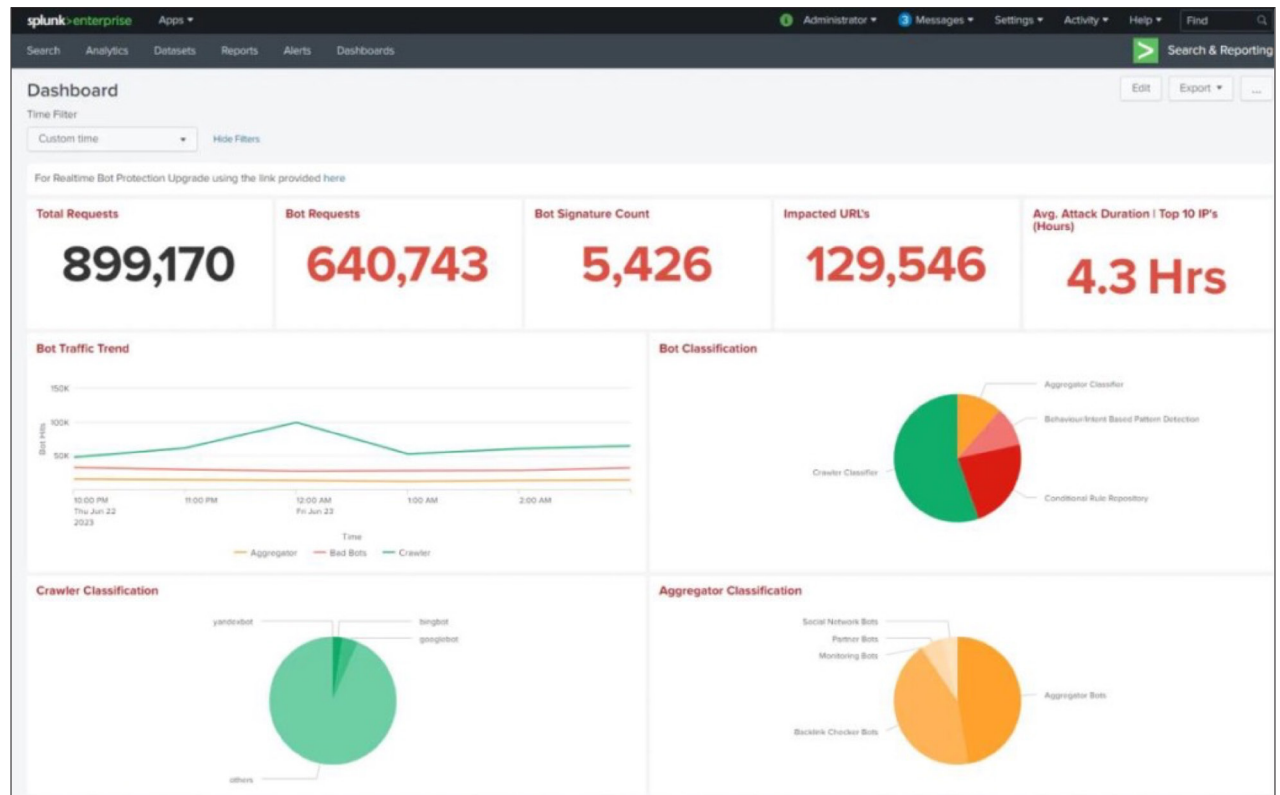 splunk>enterprise Apps Administrator 3 Messages Settings Activity Help Find
Search Analytics Datasets Reports Alerts Dashboards Search & Reporting
Dashboard
Edit Export ...
Time Filter
Custom time Hide Filters
For Realtime Bot Protection Upgrade using the link provided here
Total Requests
899,170
Bot Requests
640,743
Bot Signature Count
5,426
Impacted URL's
129,546
Avg. Attack Duration | Top 10 IP's
(Hours)
4.3 Hrs
Bot Traffic Trend
150K
100K
50K
Bot Hits
10:00 PM 11:00 PM 12:00 AM 1:00 AM 2:00 AM
Thu Jun 22 Fri Jun 23
2023
Time
Aggregator Bad Bots Crawler
Bot Classification
Aggregator Classifier
Behaviour/Intent Based Pattern Detection
Crawler Classifier
Conditional Rule Repository
Crawler Classification
yandexbot bingbot
googlebot
others
Aggregator Classification
Social Network Bots
Partner Bots
Monitoring Bots
Aggregator Bots
Backlink Checker Bots